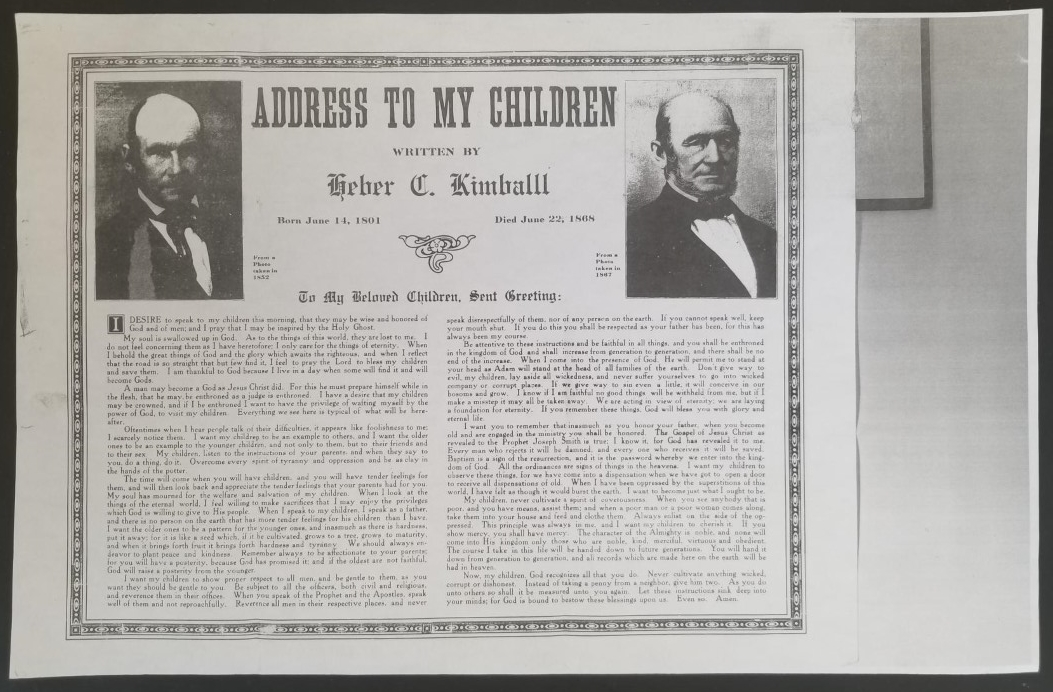 ADDRESS TO MY CHILDREN
WRITTEN BY
Heber C. Kimballl
Born June 14, 1801
Died June 22, 1868
From a
Photo
taken in
1852
From a
Photo
taken in
1867
To My Beloved Children, Sent Greeting:
I DESIRE to speak to my children this morning, that they may be wise and honored of
God and of men; and I pray that I may be inspired by the Holy Ghost.
My soul is swallowed up in God. As to the things of this world, they are lost to me. I
do not feel concerning them as I have heretofore; I only care for the things of eternity. When
I behold the great things of God and the glory which awaits the righteous, and when I reflect
that the road is so straight that but few find it, I feel to pray the Lord to bless my children
and save them. I am thankful to God because I live in a day when some will find it and will
become Gods.
A man may become a God as Jesus Christ did. For this he must prepare himself while in
the flesh, that he may be enthroned as a judge is enthroned. I have a desire that my children
may be crowned, and if I be enthroned I want to have the privilege of wafting myself by the
power of God, to visit my children. Everything we see here is typical of what will be here-
after.
Oftentimes when I hear people talk of their difficulties, it appears like foolishness to me;
I scarcely notice them. I want my children to be an example to others, and I want the older
ones to be an example to the younger children, and not only to them, but to their friends and
to their sex. My children, listen to the instructions of your parents; and when they say to
you, do a thing, do it. Overcome every spirit of tyranny and oppression and be as clay in
the hands of the potter.
The time will come when you will have children, and you will have tender feelings for
them, and will then look back and appreciate the tender feelings that your parents had for you.
My soul has mourned for the welfare and salvation of my children. When I look at the
things of the eternal world, I feel willing to make sacrifices that I may enjoy the privileges
which God is willing to give to His people. When I speak to my children, I speak as a father,
and there is no person on the earth that has more tender feelings for his children than I have.
I want the older ones to be a pattern for the younger ones, and inasmuch as there is hardness,
put it away; for it is like a seed which, if it be cultivated, grows to a tree, grows to maturity,
and when it brings forth fruit it brings forth hardness and tyranny. We should always en-
deavor to plant peace and kindness. Remember always to be affectionate to your parents;
for you will have a posterity, because God has promised it; and if the oldest are not faithful,
God will raise a posterity from the younger.
I want my children to show proper respect to all men, and be gentle to them, as you
want they should be gentle to you. Be subject to all the officers, both civil and religious,
and reverence them in their offices. When you speak of the Prophet and the Apostles, speak
well of them and not reproachfully. Reverence all men in their respective places, and never
speak disrespectfully of them, nor of any person on the earth. If you cannot speak well, keep
your mouth shut. If you do this you shall be respected as your father has been, for this has
always been my course.
Be attentive to these instructions and be faithful in all things, and you shall be enthroned
in the kingdom of God and shall increase from generation to generation, and there shall be no
end of the increase. When I come into the presence of God, He will permit me to stand at
your head as Adam will stand at the head of all families of the earth. Don't give way to
evil, my children, lay aside all wickedness, and never suffer yourselves to go into wicked
company or corrupt places. If we give way to sin even a little, it will conceive in our
bosoms and grow. I know if I am faithful no good things will be withheld from me, but if I
make a misstep it may all be taken away. We are acting in view of eternity; we are laying
a foundation for eternity. If you remember these things, God will bless you with glory and
eternal life.
I want you to remember that inasmuch as you honor your father, when you become
old and are engaged in the ministry you shall be honored. The Gospel of Jesus Christ as
revealed to the Prophet Joseph Smith is true; I know it, for God has revealed it to me.
Every man who rejects it will be damned, and every one who receives it will be saved.
Baptism is a sign of the resurrection, and it is the password whereby we enter into the king-
dom of God. All the ordinances are signs of things in the heavens. I want my children to
observe these things, for we have come into a dispensation when we have got to open a door
to receive all dispensations of old. When I have been oppressed by the superstitions of this
world, I have felt as though it would burst the earth. I want to become just what I ought to be.
My children, never cultivate a spirit of covetousness. When you see anybody that is
poor, and you have means, assist them; and when a poor man or a poor woman comes along,
take them into your house and feed and clothe them. Always enlist on the side of the op-
pressed. This principle was always in me, and I want my children to cherish it. If you
show mercy, you shall have mercy. The character of the Almighty is noble, and none will
come into His kingdom only those who are noble, kind, merciful, virtuous and obedient.
The course I take in this life will be handed down to future generations. You will hand it
down from generation to generation, and all records which are made here on the earth will be
had in heaven.
Now, my children, God recognizes all that you do. Never cultivate anything wicked,
corrupt or dishonest. Instead of taking a penny from a neighbor, give him two. As you do
unto others so shall it be measured unto you again. Let these instructions sink deep into
your minds; for God is bound to bestow these blessings upon us. Even so. Amen.